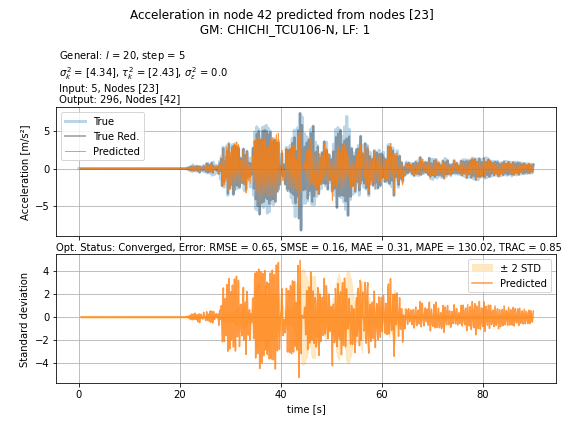 Acceleration in node 42 predicted from nodes [23]
GM: CHICHI_TCU106-N, LF: 1
General: l = 20, step = 5
σ²ₖ = [4.34], τ²ₖ = [2.43], σ²ε = 0.0
Input: 5, Nodes [23]
Output: 296, Nodes [42]
True
True Red.
Predicted
Acceleration [m/s²]
5
0
−5
Opt. Status: Converged, Error: RMSE = 0.65, SMSE = 0.16, MAE = 0.31, MAPE = 130.02, TRAC = 0.85
± 2 STD
Predicted
Standard deviation
4
2
0
−2
−4
0 20 40 60 80
time [s]